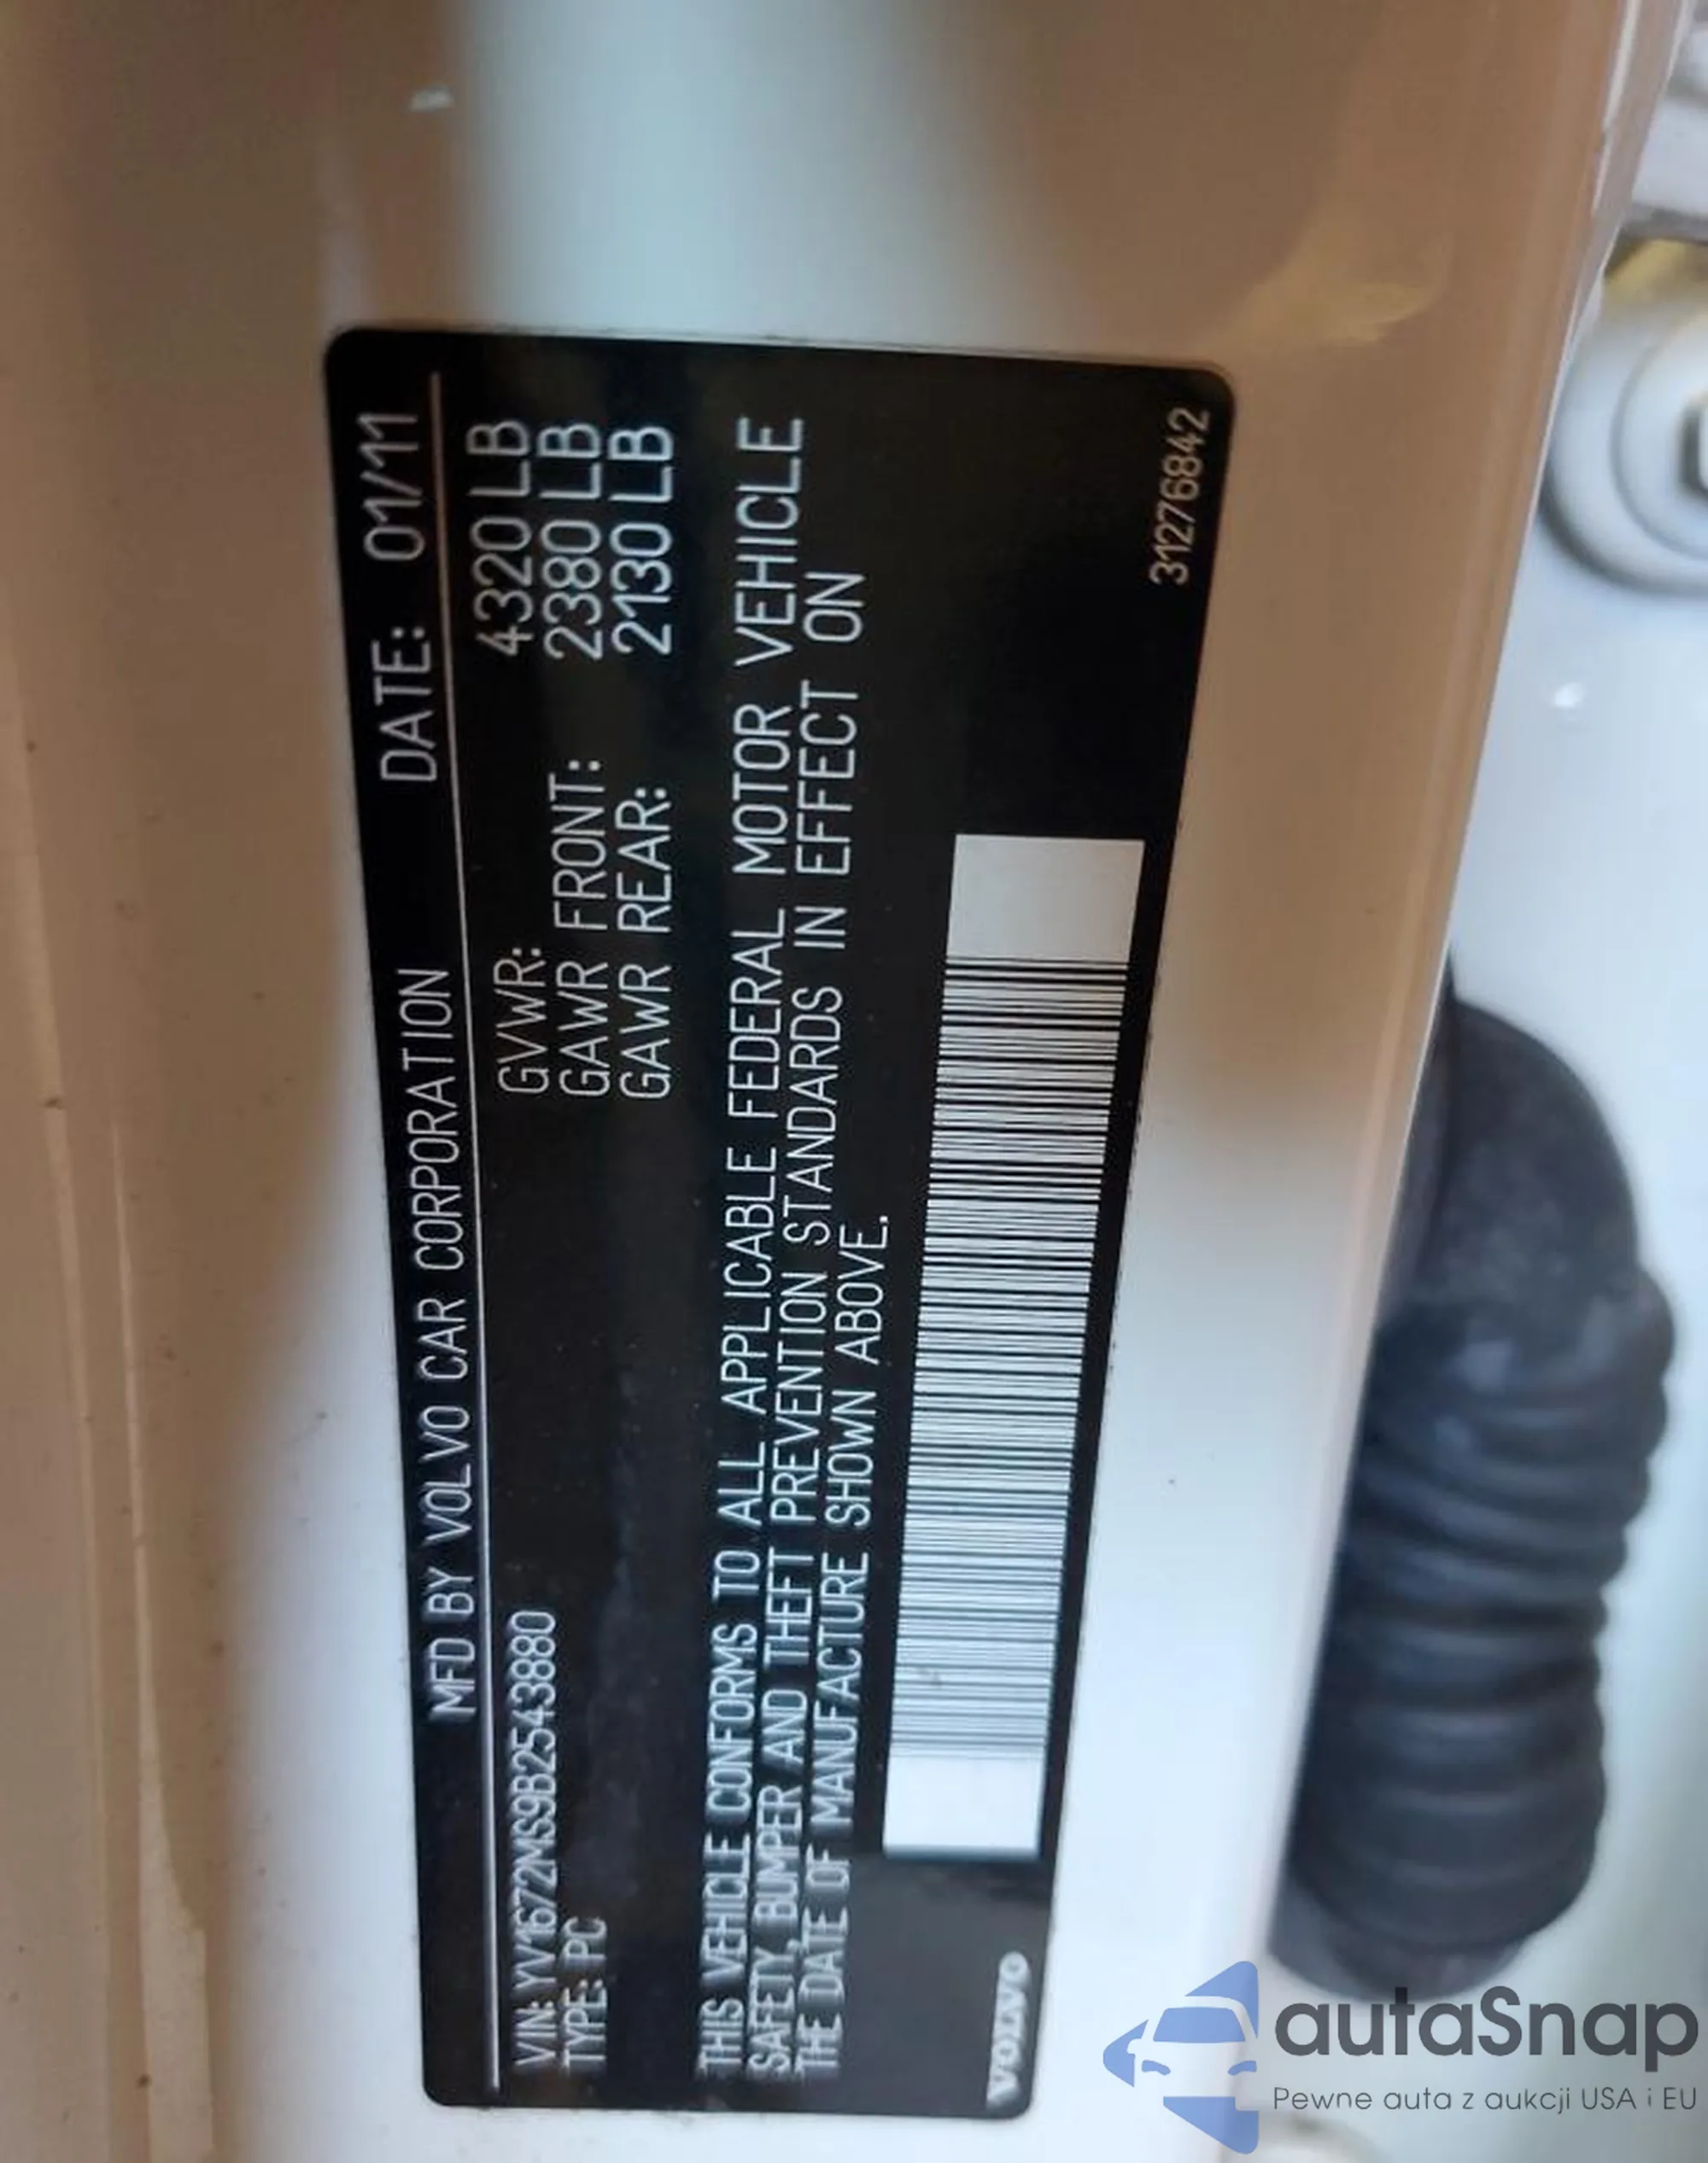 MFD BY VOLVO CAR CORPORATION DATE: 01/11
VIN: YV1672MS9B2543880 GVWR: 4320 LB
TYPE: PC GAWR FRONT: 2380 LB
GAWR REAR: 2130 LB
THIS VEHICLE CONFORMS TO ALL APPLICABLE FEDERAL MOTOR VEHICLE
SAFETY, BUMPER AND THEFT PREVENTION STANDARDS IN EFFECT ON
THE DATE OF MANUFACTURE SHOWN ABOVE.
VOLVO
31276842
autaSnap
Pewne auta z aukcji USA i EU